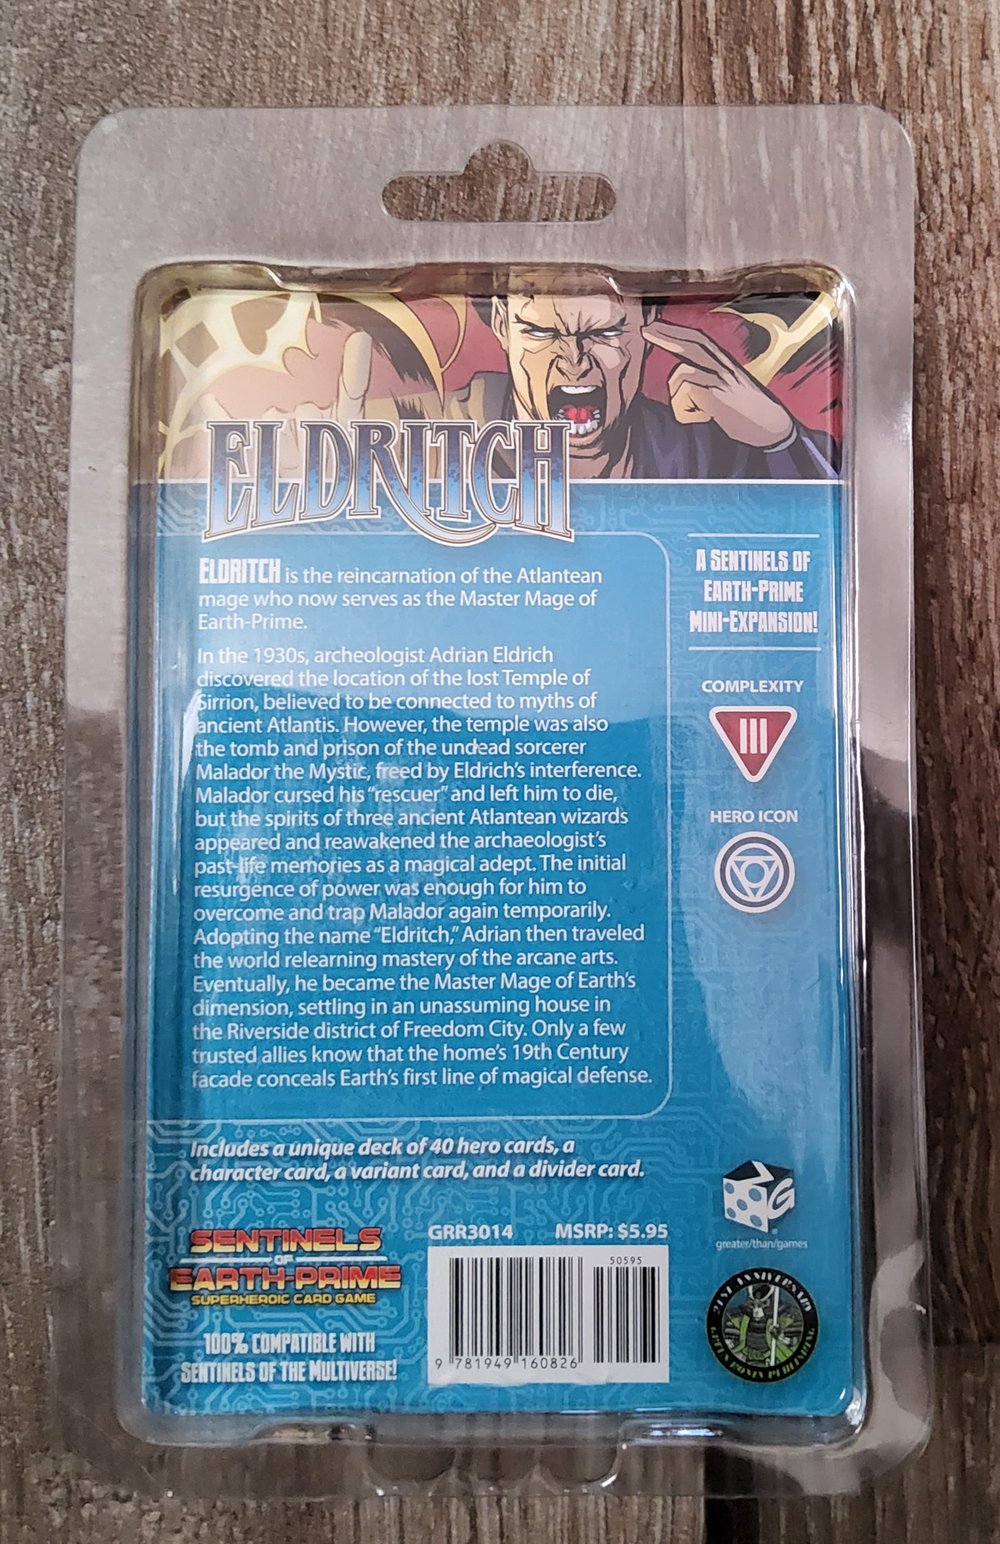 ELDRITCH
ELDRITCH is the reincarnation of the Atlantean
mage who now serves as the Master Mage of
Earth-Prime.
In the 1930s, archeologist Adrian Eldrich
discovered the location of the lost Temple of
Sirrion, believed to be connected to myths of
ancient Atlantis. However, the temple was also
the tomb and prison of the undead sorcerer
Malador the Mystic, freed by Eldrich's interference.
Malador cursed his "rescuer" and left him to die,
but the spirits of three ancient Atlantean wizards
appeared and reawakened the archaeologist's
past-life memories as a magical adept. The initial
resurgence of power was enough for him to
overcome and trap Malador again temporarily.
Adopting the name "Eldritch," Adrian then traveled
the world relearning mastery of the arcane arts.
Eventually, he became the Master Mage of Earth's
dimension, settling in an unassuming house in
the Riverside district of Freedom City. Only a few
trusted allies know that the home's 19th Century
facade conceals Earth's first line of magical defense.
A SENTINELS OF
EARTH-PRIME
MINI-EXPANSION!
COMPLEXITY
III
HERO ICON
Includes a unique deck of 40 hero cards, a
character card, a variant card, and a divider card.
SENTINELS
OF
EARTH-PRIME
SUPERHEROIC CARD GAME
100% COMPATIBLE WITH
SENTINELS OF THE MULTIVERSE!
GRR3014 MSRP: $5.95
50595
9 781949 160826
G
greater/than/games
21ST ANNIVERSARY
GREEN RONIN PUBLISHING